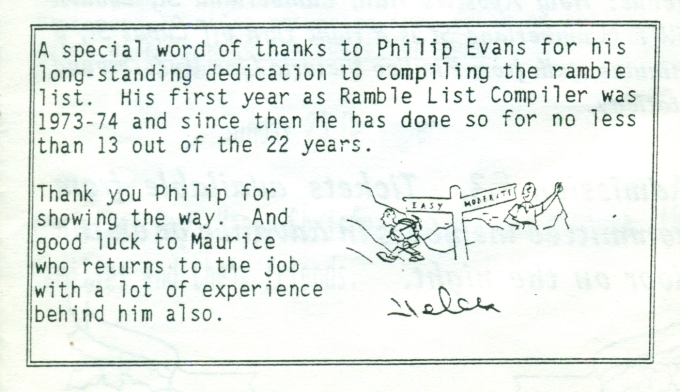 A special word of thanks to Philip Evans for his
long-standing dedication to compiling the ramble
list. His first year as Ramble List Compiler was
1973-74 and since then he has done so for no less
than 13 out of the 22 years.
Thank you Philip for
showing the way. And
good luck to Maurice
who returns to the job
with a lot of experience
behind him also.
EASY
MODERATE
Helen